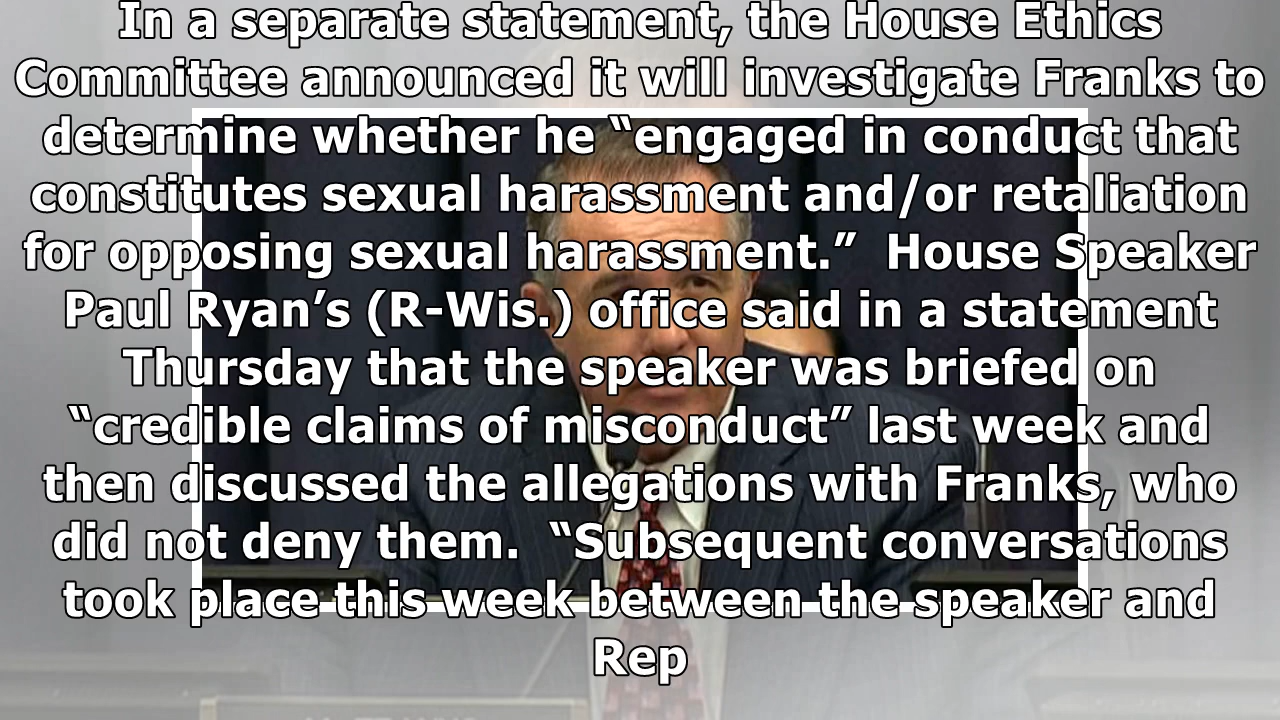 In a separate statement, the House Ethics
Committee announced it will investigate Franks to
determine whether he “engaged in conduct that
constitutes sexual harassment and/or retaliation
for opposing sexual harassment.”  House Speaker
Paul Ryan’s (R-Wis.) office said in a statement
Thursday that the speaker was briefed on
“credible claims of misconduct” last week and
then discussed the allegations with Franks, who
did not deny them.  “Subsequent conversations
took place this week between the speaker and
Rep